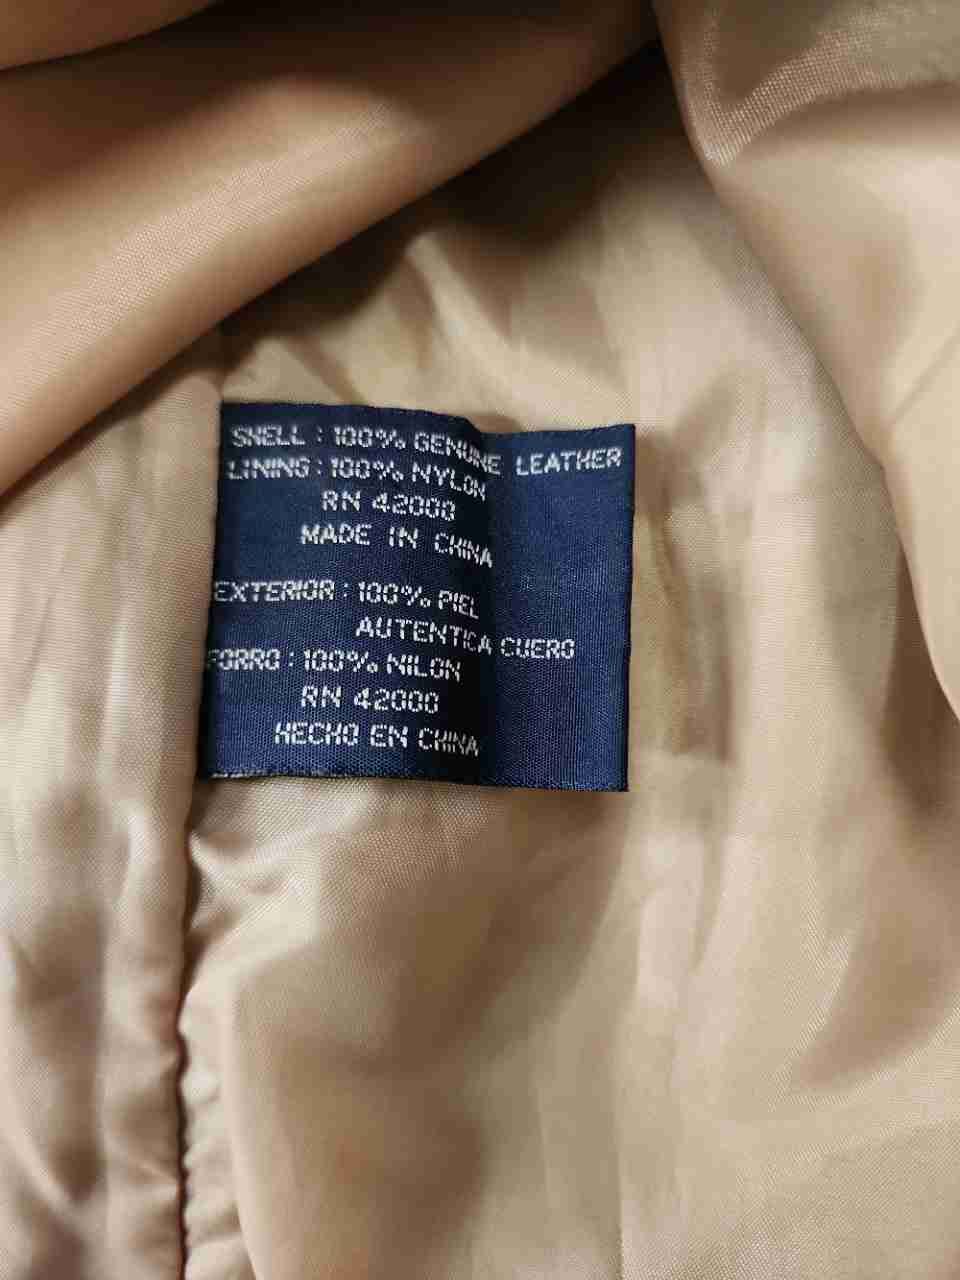 SHELL : 100% GENUINE LEATHER
LINING : 100% NYLON
RN 42000
MADE IN CHINA
EXTERIOR : 100% PIEL
AUTENTICA CUERO
FORRO : 100% NILON
RN 42000
HECHO EN CHINA